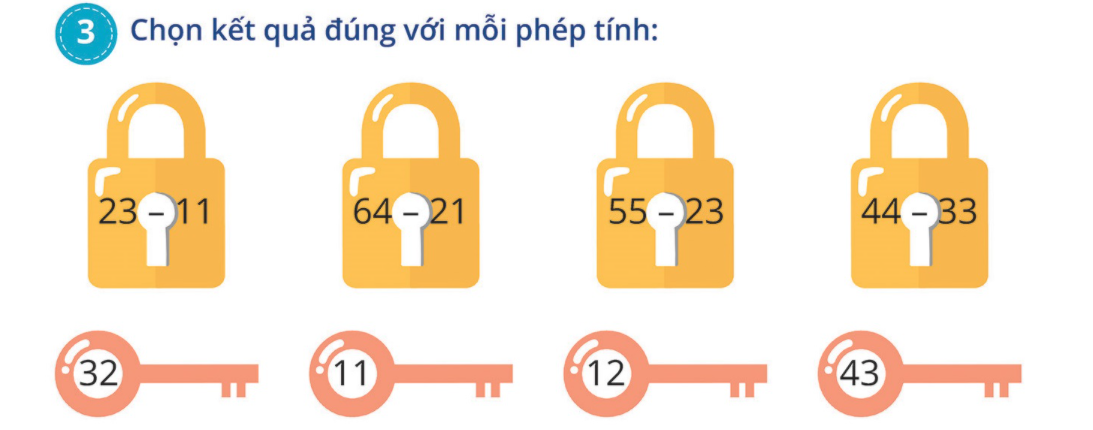 3 Chọn kết quả đúng với mỗi phép tính:
23 – 11 64 – 21 55 – 23 44 – 33
32 11 12 43